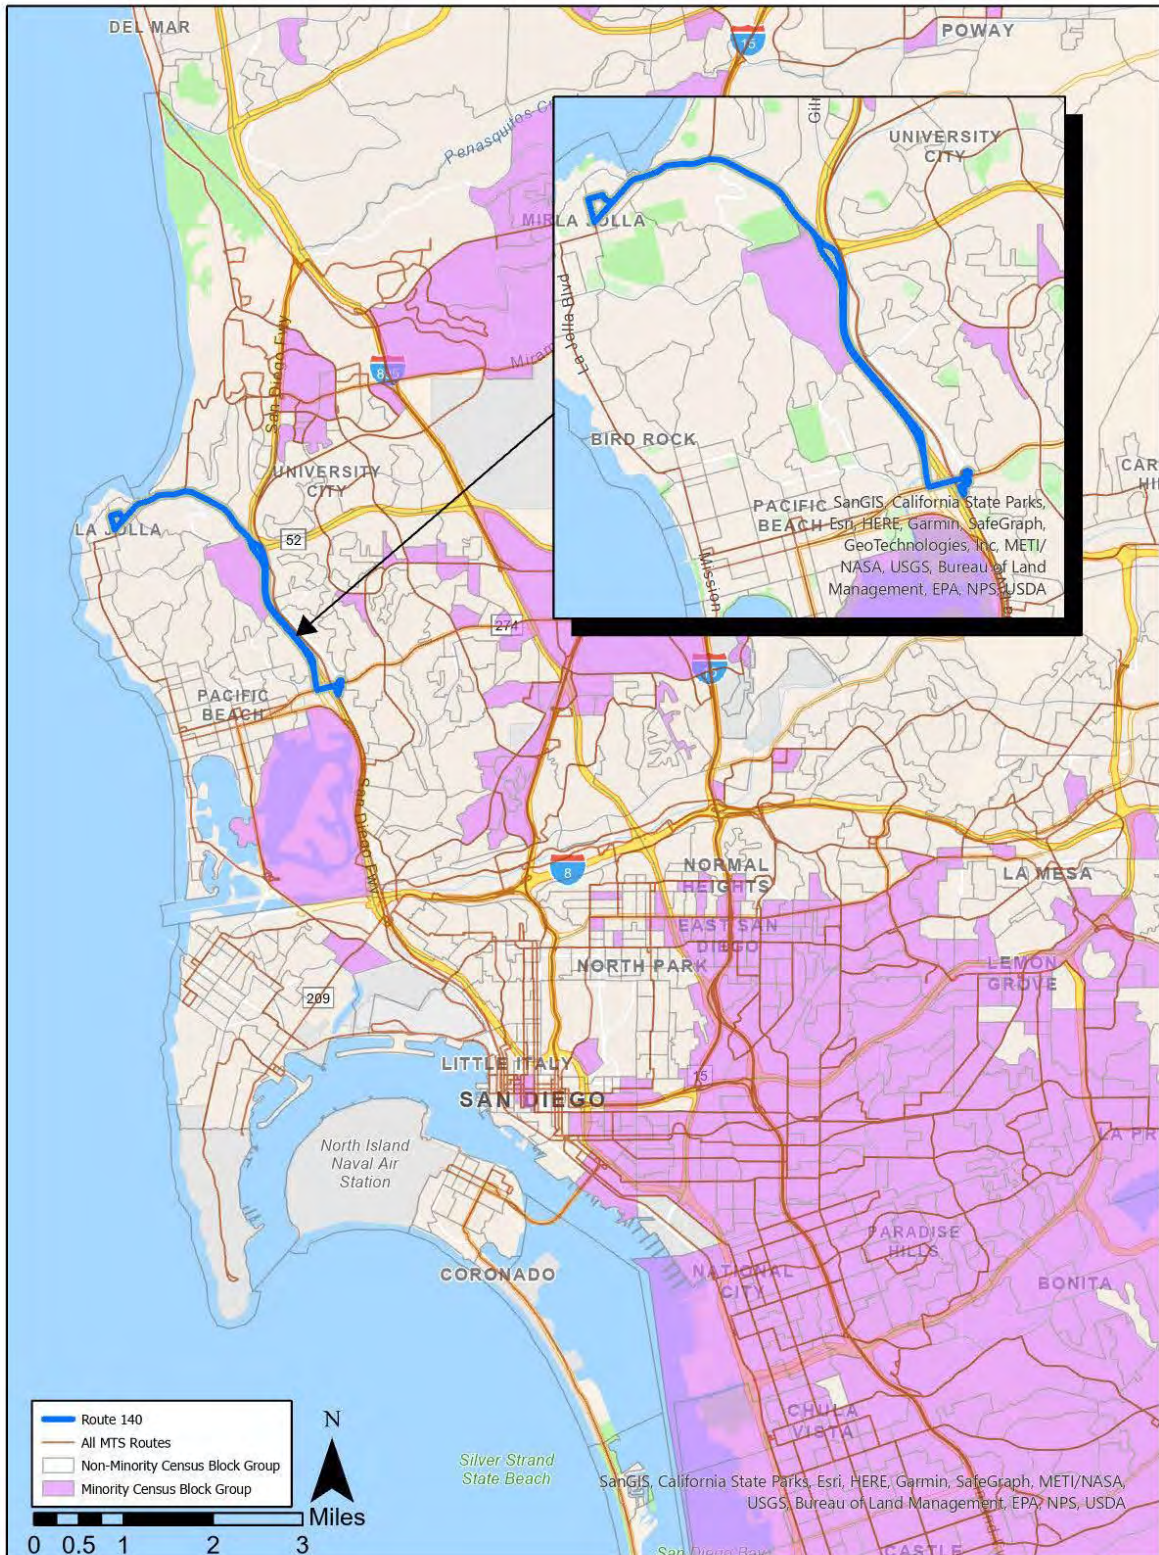 DEL MAR
15
POWAY
Penasquitos
UNIVERSITY
CITY
LA JOLLA
La Jolla Blvd
BIRD ROCK
PACIFIC
BEACH
Mission
SanGIS, California State Parks,
Esri, HERE, Garmin, SafeGraph,
GeoTechnologies, Inc, METI/
NASA, USGS, Bureau of Land
Management, EPA, NPS, USDA
San Diego Fwy
UNIVERSITY
CITY
LA JOLLA
52
274
PACIFIC
BEACH
San Diego Fwy
8
NORMAL
HEIGHTS
LA MESA
EAST SAN
DIEGO
NORTH PARK
LEMON
GROVE
209
LITTLE ITALY
15
SAN DIEGO
North Island
Naval Air
Station
PARADISE
HILLS
CORONADO
NATIONAL
CITY
BONITA
CHULA
VISTA
Silver Strand
State Beach
SanGIS, California State Parks, Esri, HERE, Garmin, SafeGraph, METI/NASA,
USGS, Bureau of Land Management, EPA, NPS, USDA
Route 140
All MTS Routes
Non-Minority Census Block Group
Minority Census Block Group
N
Miles
0 0.5 1 2 3
San Diego Bay
CASTLE